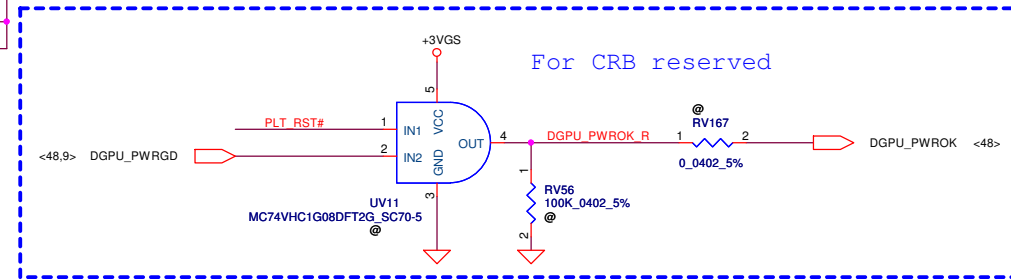 +3VGS
For CRB reserved
5
@
RV167
PLT_RST#
1
IN1
VCC
OUT
4
DGPU_PWROK_R
1
2
DGPU_PWROK <48>
<48,9> DGPU_PWRGD
2
IN2
GND
0_0402_5%
1
3
RV56
100K_0402_5%
@
2
UV11
MC74VHC1G08DFT2G_SC70-5
@